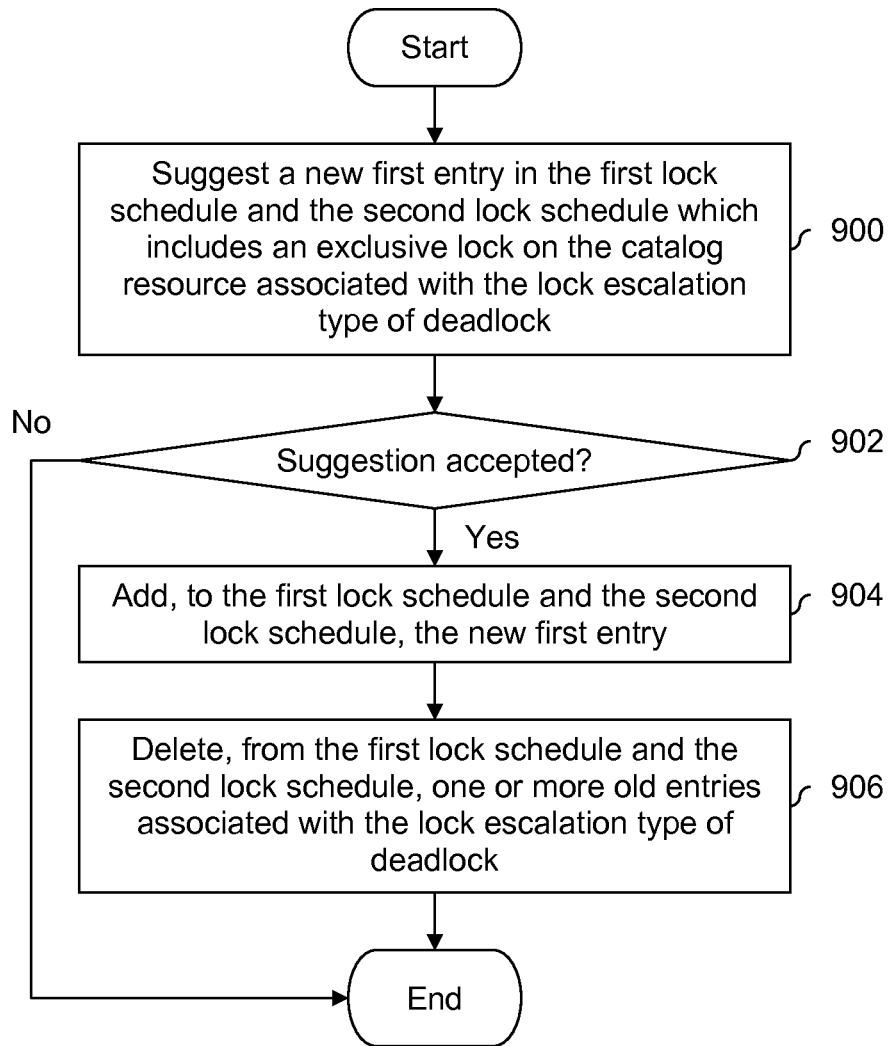 Start
Suggest a new first entry in the first lock
schedule and the second lock schedule which
includes an exclusive lock on the catalog
resource associated with the lock escalation
type of deadlock
900
No
Suggestion accepted?
902
Yes
Add, to the first lock schedule and the second
lock schedule, the new first entry
904
Delete, from the first lock schedule and the
second lock schedule, one or more old entries
associated with the lock escalation type of
deadlock
906
End